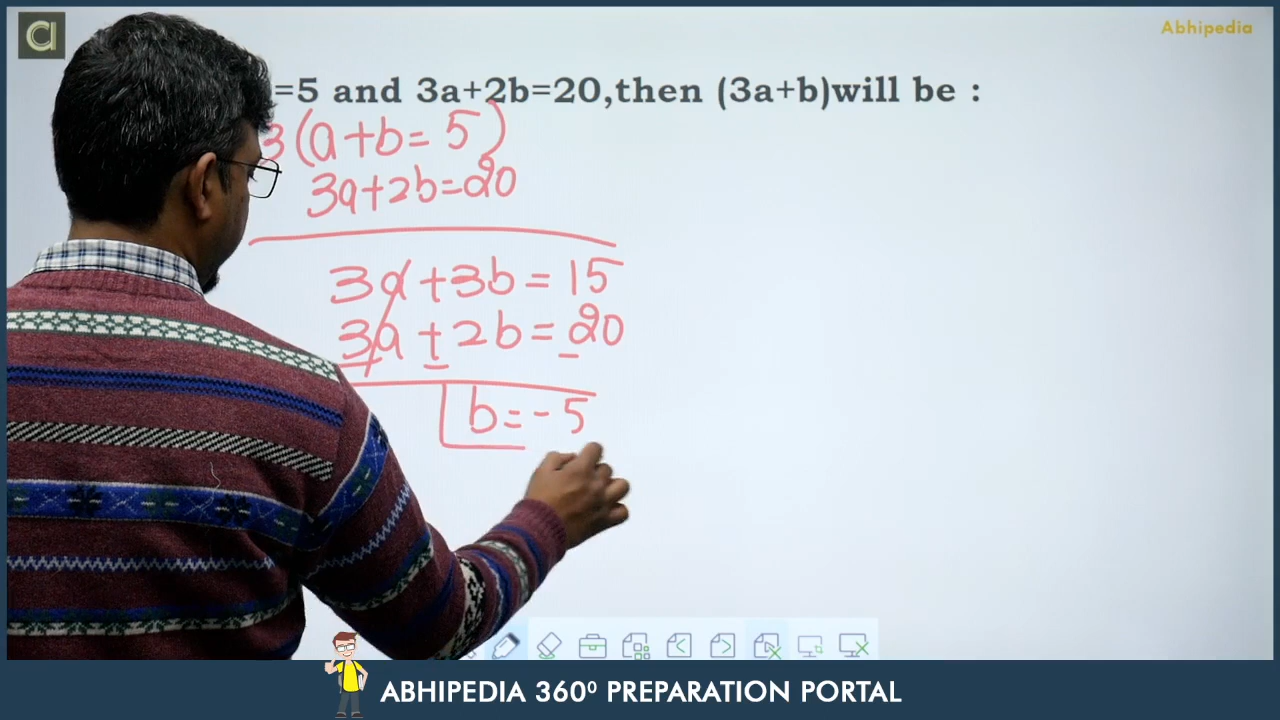 a
Abhipedia
=5 and 3a+2b=20,then (3a+b)will be :
3(a+b= 5)
3a+2b=20
3a+3b=15
3a+2b=20
b=-5
ABHIPEDIA 360⁰ PREPARATION PORTAL